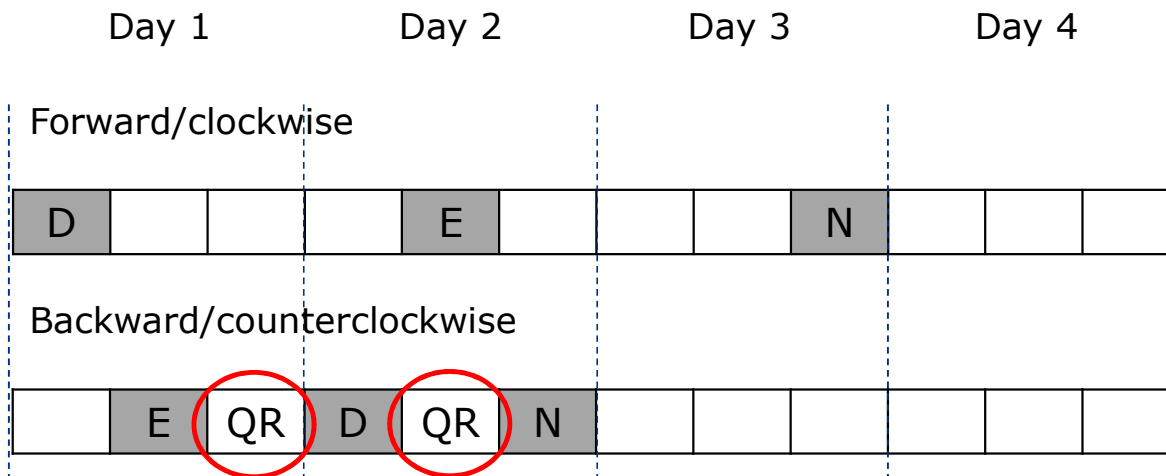 Day 1 Day 2 Day 3 Day 4
Forward/clockwise
D E N
Backward/counterclockwise
E QR D QR N